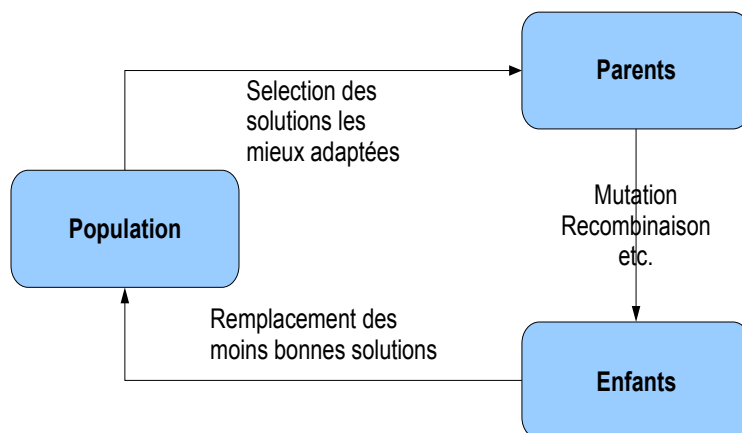 Parents
Selection des
solutions les
mieux adaptées
Mutation
Recombinaison
etc.
Population
Remplacement des
moins bonnes solutions
Enfants